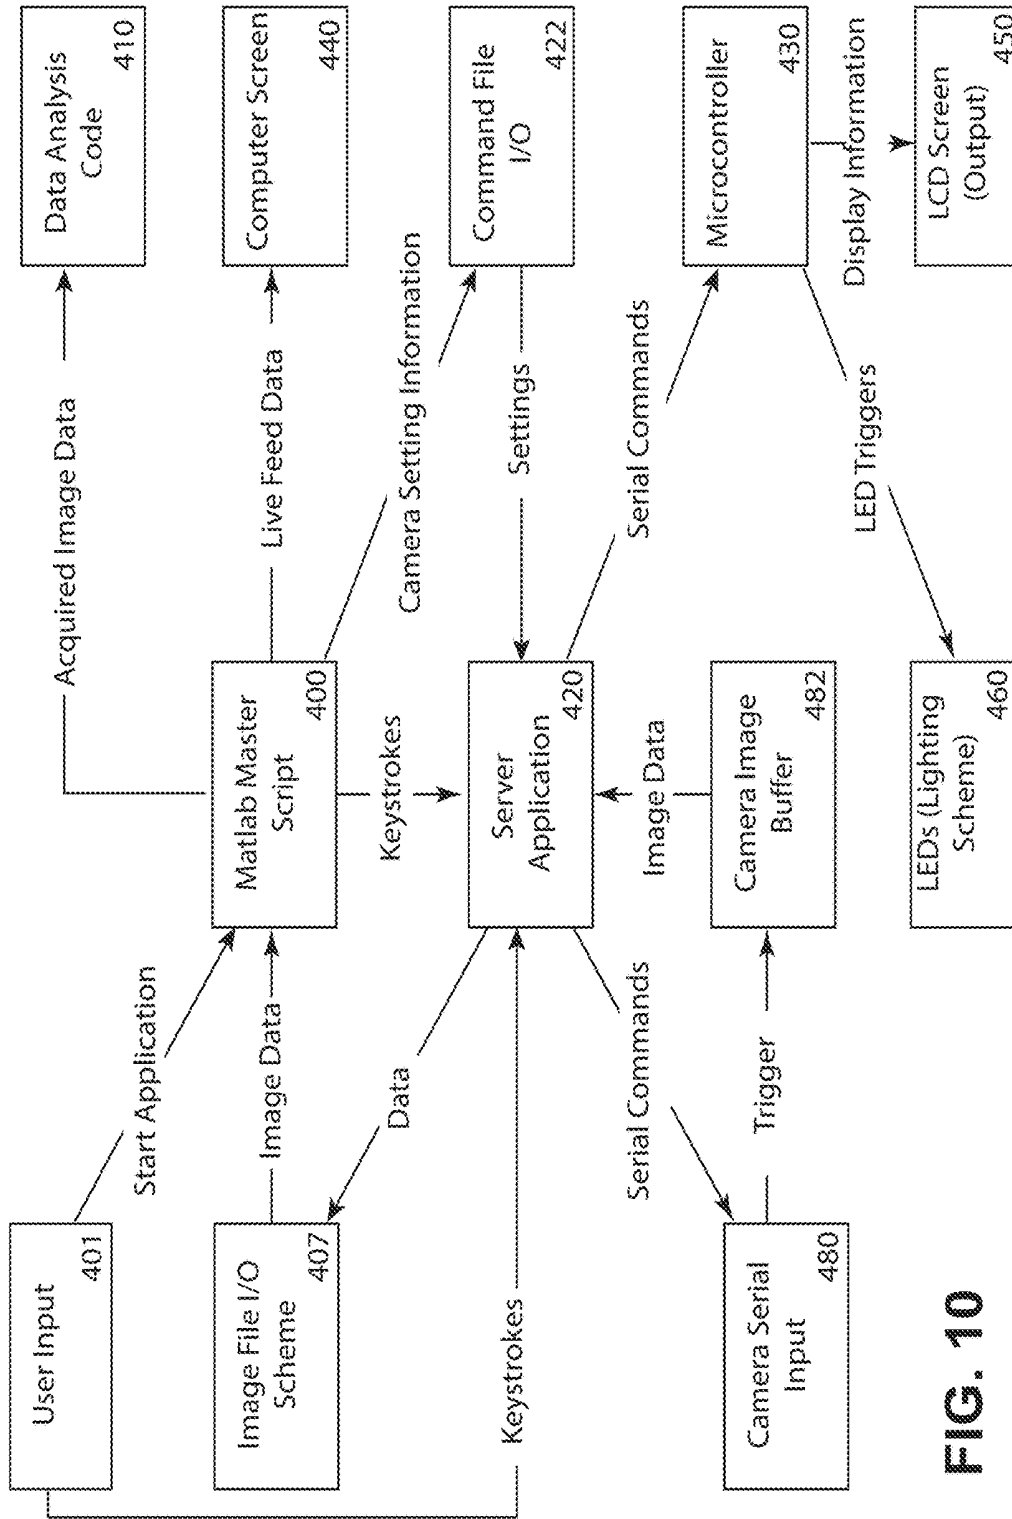 User Input
401
Start Application
Acquired Image Data
Data Analysis
Code
410
Image File I/O
Scheme
407
Image Data
Matlab Master
Script
400
Live Feed Data
Computer Screen
440
Data
Keystrokes
Camera Setting Information
Keystrokes
Server
Application
420
Settings
Command File
I/O
422
Serial Commands
Image Data
Serial Commands
Camera Serial
Input
480
Trigger
Camera Image
Buffer
482
LED Triggers
Microcontroller
430
Display Information
LEDs (Lighting
Scheme)
460
LCD Screen
(Output)
450
FIG. 10